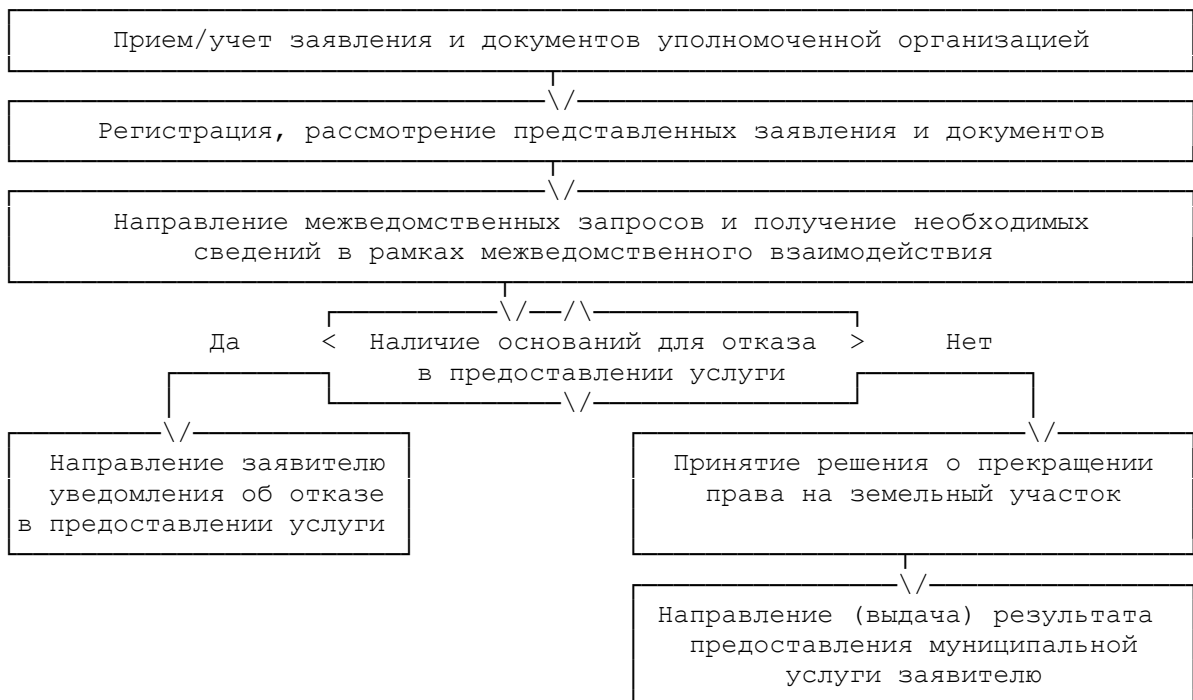 Прием/учет заявления и документов уполномоченной организацией
Регистрация, рассмотрение представленных заявления и документов
Направление межведомственных запросов и получение необходимых
сведений в рамках межведомственного взаимодействия
Да < Наличие оснований для отказа > Нет
в предоставлении услуги
Направление заявителю
уведомления об отказе
в предоставлении услуги
Принятие решения о прекращении
права на земельный участок
Направление (выдача) результата
предоставления муниципальной
услуги заявителю